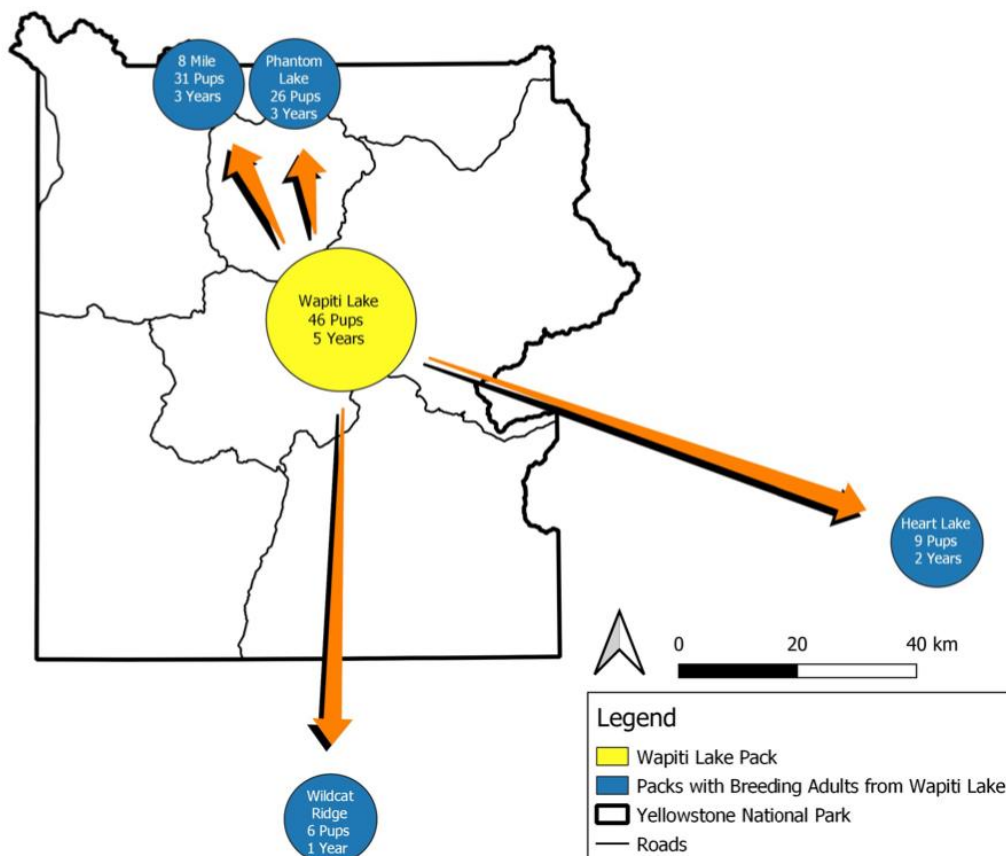 8 Mile
31 Pups
3 Years
Phantom
Lake
26 Pups
3 Years
Wapiti Lake
46 Pups
5 Years
Heart Lake
9 Pups
2 Years
Wildcat
Ridge
6 Pups
1 Year
0 20 40 km
Legend
Wapiti Lake Pack
Packs with Breeding Adults from Wapiti Lake
Yellowstone National Park
Roads